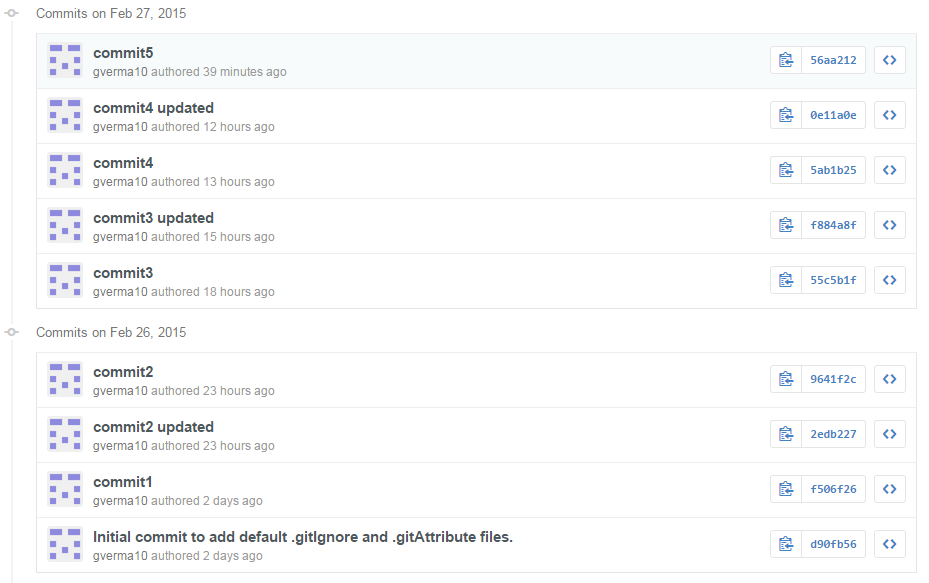 Commits on Feb 27, 2015
commit5
gverma10 authored 39 minutes ago
56aa212
commit4 updated
gverma10 authored 12 hours ago
0e11a0e
commit4
gverma10 authored 13 hours ago
5ab1b25
commit3 updated
gverma10 authored 15 hours ago
f884a8f
commit3
gverma10 authored 18 hours ago
55c5b1f
Commits on Feb 26, 2015
commit2
gverma10 authored 23 hours ago
9641f2c
commit2 updated
gverma10 authored 23 hours ago
2edb227
commit1
gverma10 authored 2 days ago
f506f26
Initial commit to add default .gitIgnore and .gitAttribute files.
gverma10 authored 2 days ago
d90fb56